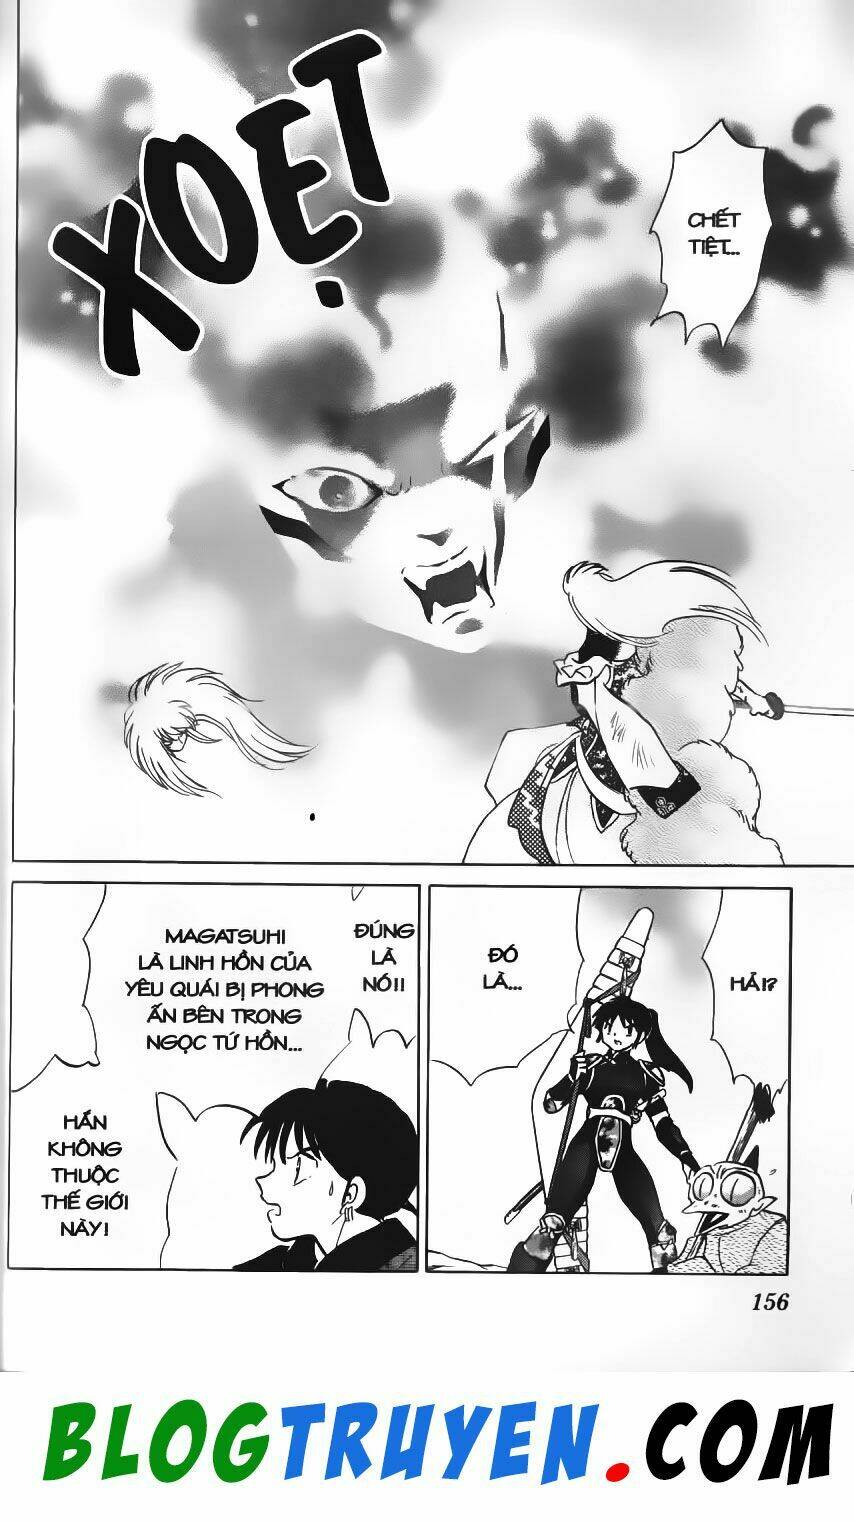 XOẸT
CHẾT
TIỆT...
HẢ!?
ĐÓ
LÀ...
ĐÚNG
LÀ
NÓ!!
MAGATSUHI
LÀ LINH HỒN CỦA
YÊU QUÁI BỊ PHONG
ẤN BÊN TRONG
NGỌC TỨ HỒN...
HẮN
KHÔNG
THUỘC
THẾ GIỚI
NÀY!
156
BLOGTRUYEN.COM